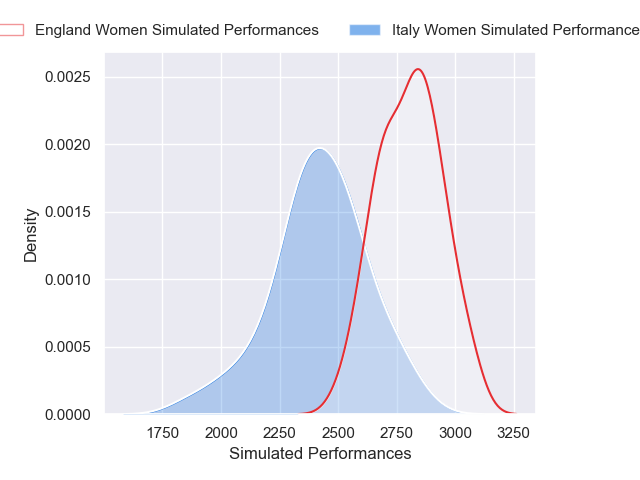 England Women Simulated Performances
Italy Women Simulated Performance
0.0025
0.0020
0.0015
0.0010
0.0005
0.0000
Density
1750 2000 2250 2500 2750 3000 3250
Simulated Performances